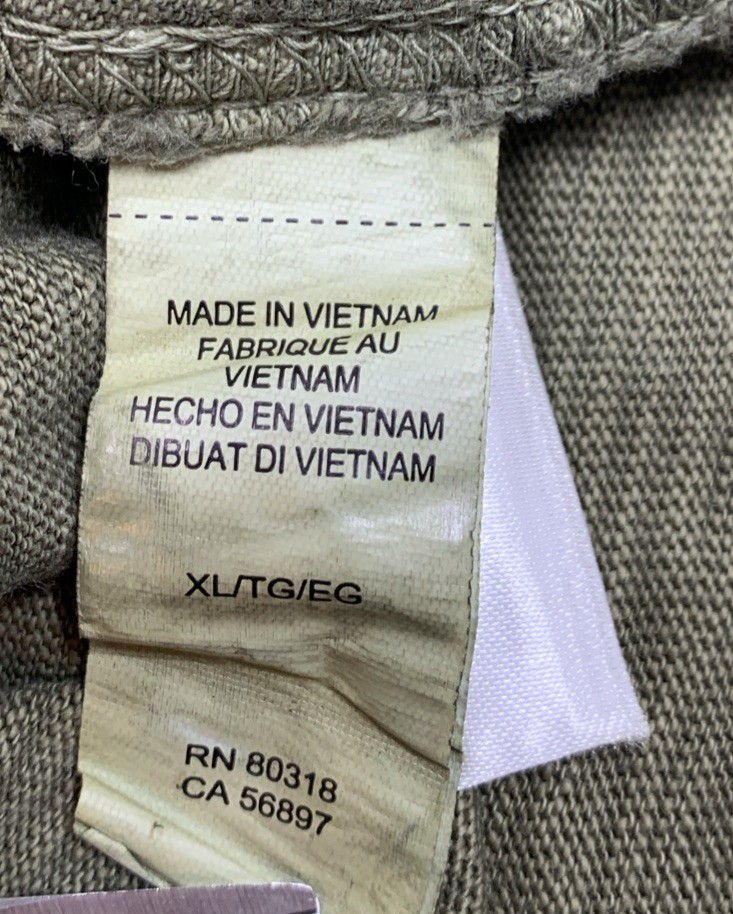 MADE IN VIETNAM
FABRIQUE AU
VIETNAM
HECHO EN VIETNAM
DIBUAT DI VIETNAM
XL/TG/EG
RN 80318
CA 56897